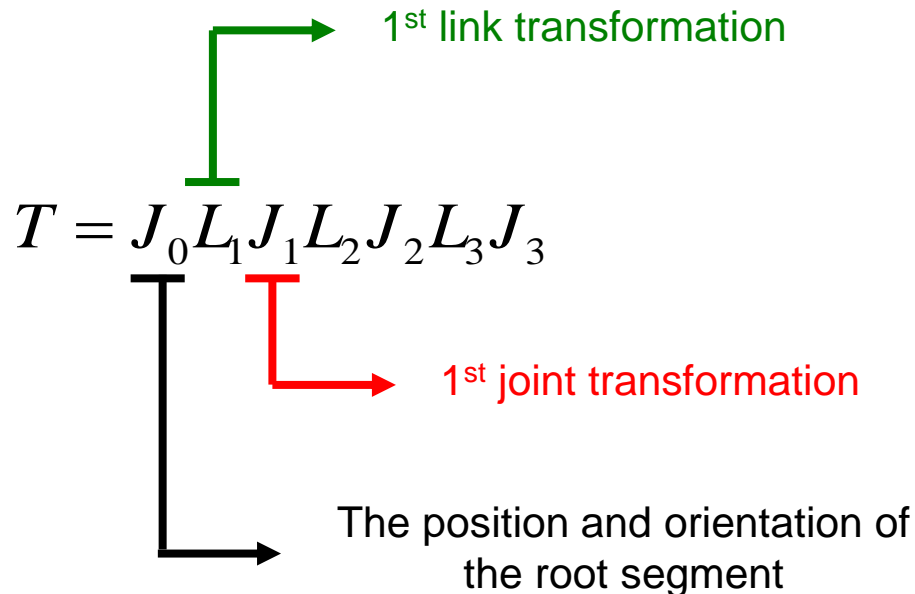 1st link transformation
T = J0L1J1L2J2L3J3
1st joint transformation
The position and orientation of
the root segment